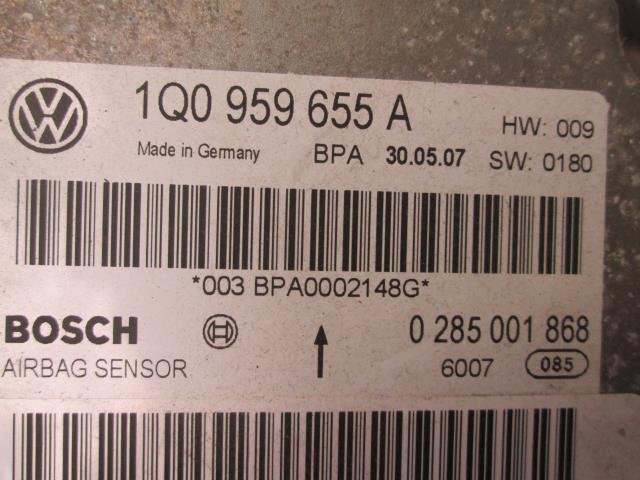 1Q0 959 655 A
HW: 009
Made in Germany BPA 30.05.07 SW: 0180
*003 BPA0002148G*
BOSCH 0 285 001 868
AIRBAG SENSOR 6007 085